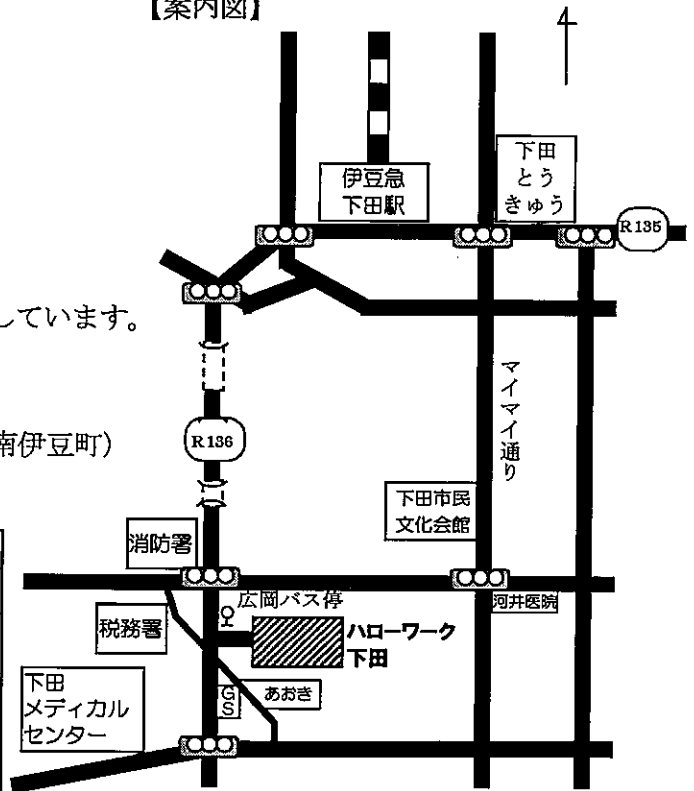 【案内図】
4
下田
とう
きゅう
伊豆急
下田駅
R135
しています。
マイマイ通り
R136
南伊豆町）
下田市民
文化会館
消防署
広岡バス停
河井医院
税務署
ハローワーク
下田
下田
メディカル
センター
GS
あおき